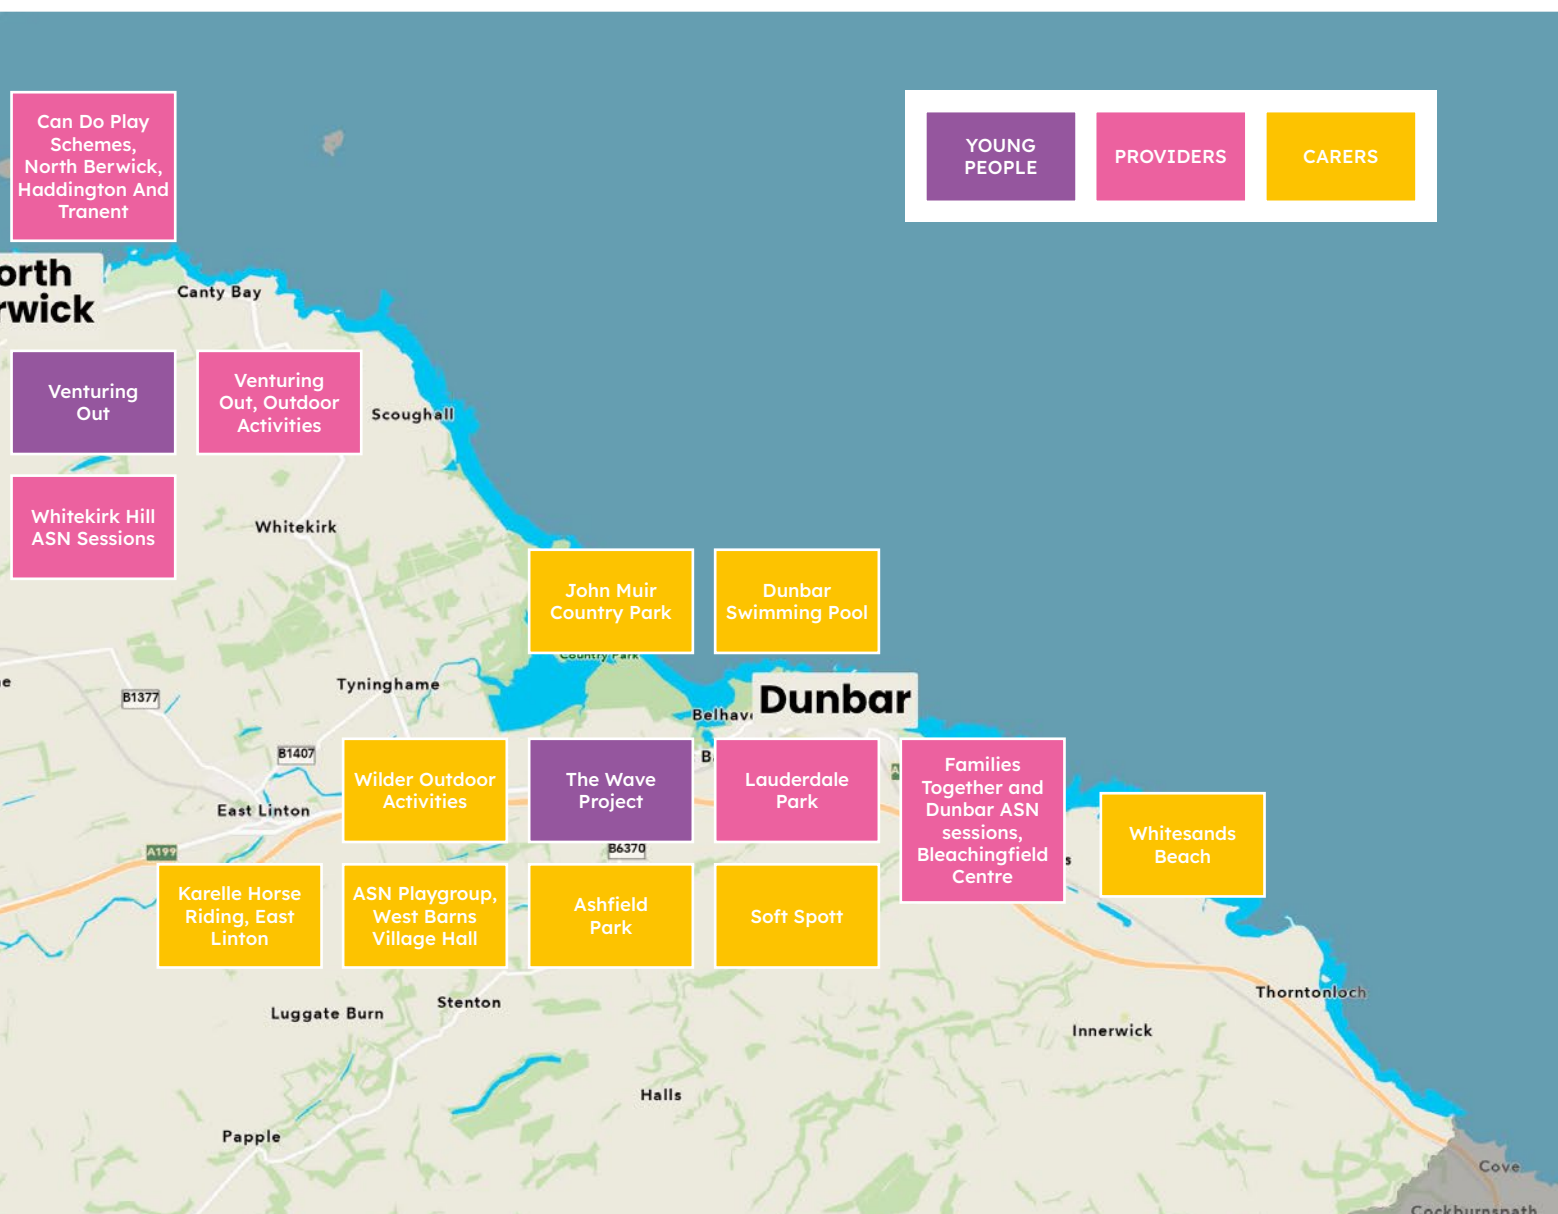 Can Do Play
Schemes,
North Berwick,
Haddington And
Tranent
YOUNG
PEOPLE
PROVIDERS
CARERS
orth
rwick
Canty Bay
Venturing
Out
Venturing
Out, Outdoor
Activities
Scoughall
Whitekirk Hill
ASN Sessions
Whitekirk
John Muir
Country Park
Dunbar
Swimming Pool
Country Park
Tyninghame
B1377
Belhav
Dunbar
B1407
East Linton
A199
Wilder Outdoor
Activities
The Wave
Project
Lauderdale
Park
Families
Together and
Dunbar ASN
sessions,
Bleachingfield
Centre
Whitesands
Beach
B6370
Karelle Horse
Riding, East
Linton
ASN Playgroup,
West Barns
Village Hall
Ashfield
Park
Soft Spott
Luggate Burn
Stenton
Thorntonloch
Innerwick
Halls
Papple
Cove
Cockburnspath